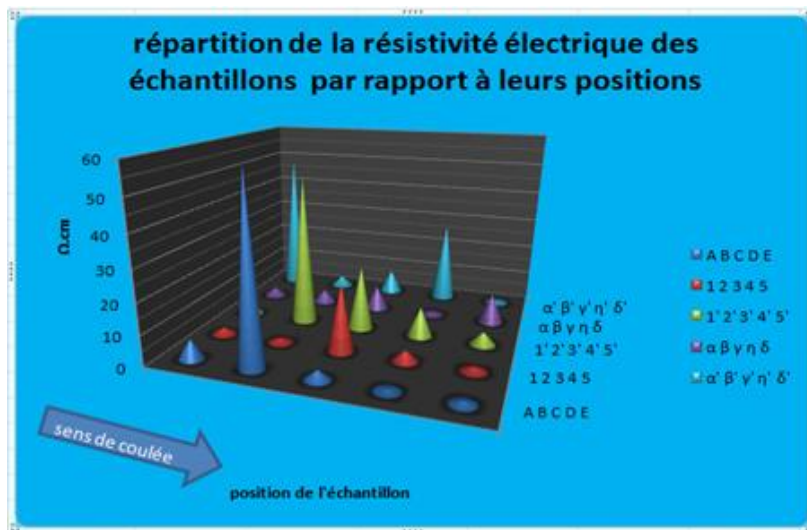 répartition de la résistivité électrique des
échantillons par rapport à leurs positions
60
50
40
30
20
10
0
Ω.cm
α' β' γ' η' δ'
α β γ η δ
1' 2' 3' 4' 5'
1 2 3 4 5
A B C D E
A B C D E
1 2 3 4 5
1' 2' 3' 4' 5'
α β γ η δ
α' β' γ' η' δ'
sens de coulée
position de l'échantillon